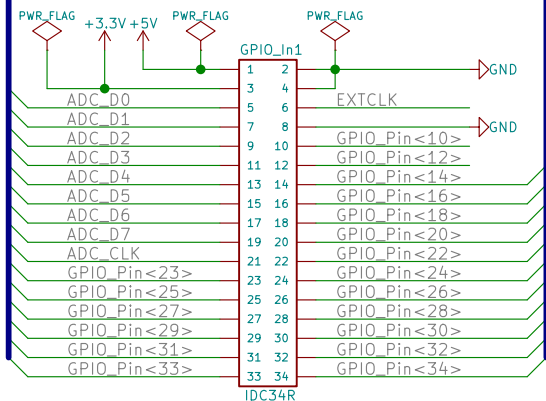 PWR_FLAG +3.3V +5V PWR_FLAG PWR_FLAG
GPIO_In1
1 2 GND
3 4
ADC_D0 5 6 EXTCLK
ADC_D1 7 8 GND
ADC_D2 9 10 GPIO_Pin<10>
ADC_D3 11 12 GPIO_Pin<12>
ADC_D4 13 14 GPIO_Pin<14>
ADC_D5 15 16 GPIO_Pin<16>
ADC_D6 17 18 GPIO_Pin<18>
ADC_D7 19 20 GPIO_Pin<20>
ADC_CLK 21 22 GPIO_Pin<22>
GPIO_Pin<23> 23 24 GPIO_Pin<24>
GPIO_Pin<25> 25 26 GPIO_Pin<26>
GPIO_Pin<27> 27 28 GPIO_Pin<28>
GPIO_Pin<29> 29 30 GPIO_Pin<30>
GPIO_Pin<31> 31 32 GPIO_Pin<32>
GPIO_Pin<33> 33 34 GPIO_Pin<34>
IDC34R